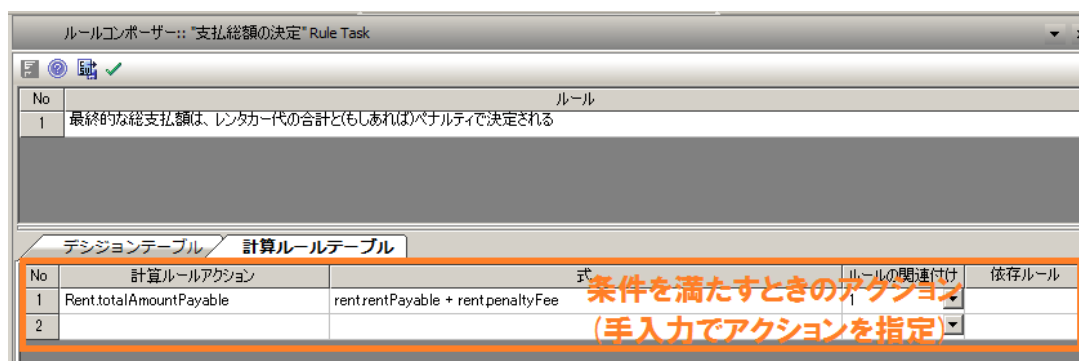 ルールコンポーザー:: "支払総額の決定" Rule Task
No ルール
1 最終的な総支払額は、レンタカー代の合計と(もしあれば)ペナルティで決定される
デシジョンテーブル 計算ルールテーブル
No 計算ルールアクション 式 ルールの関連付け 依存ルール
1 Rent.totalAmountPayable rent.rentPayable + rent.penaltyFee 1
2
条件を満たすときのアクション
(手入力でアクションを指定)